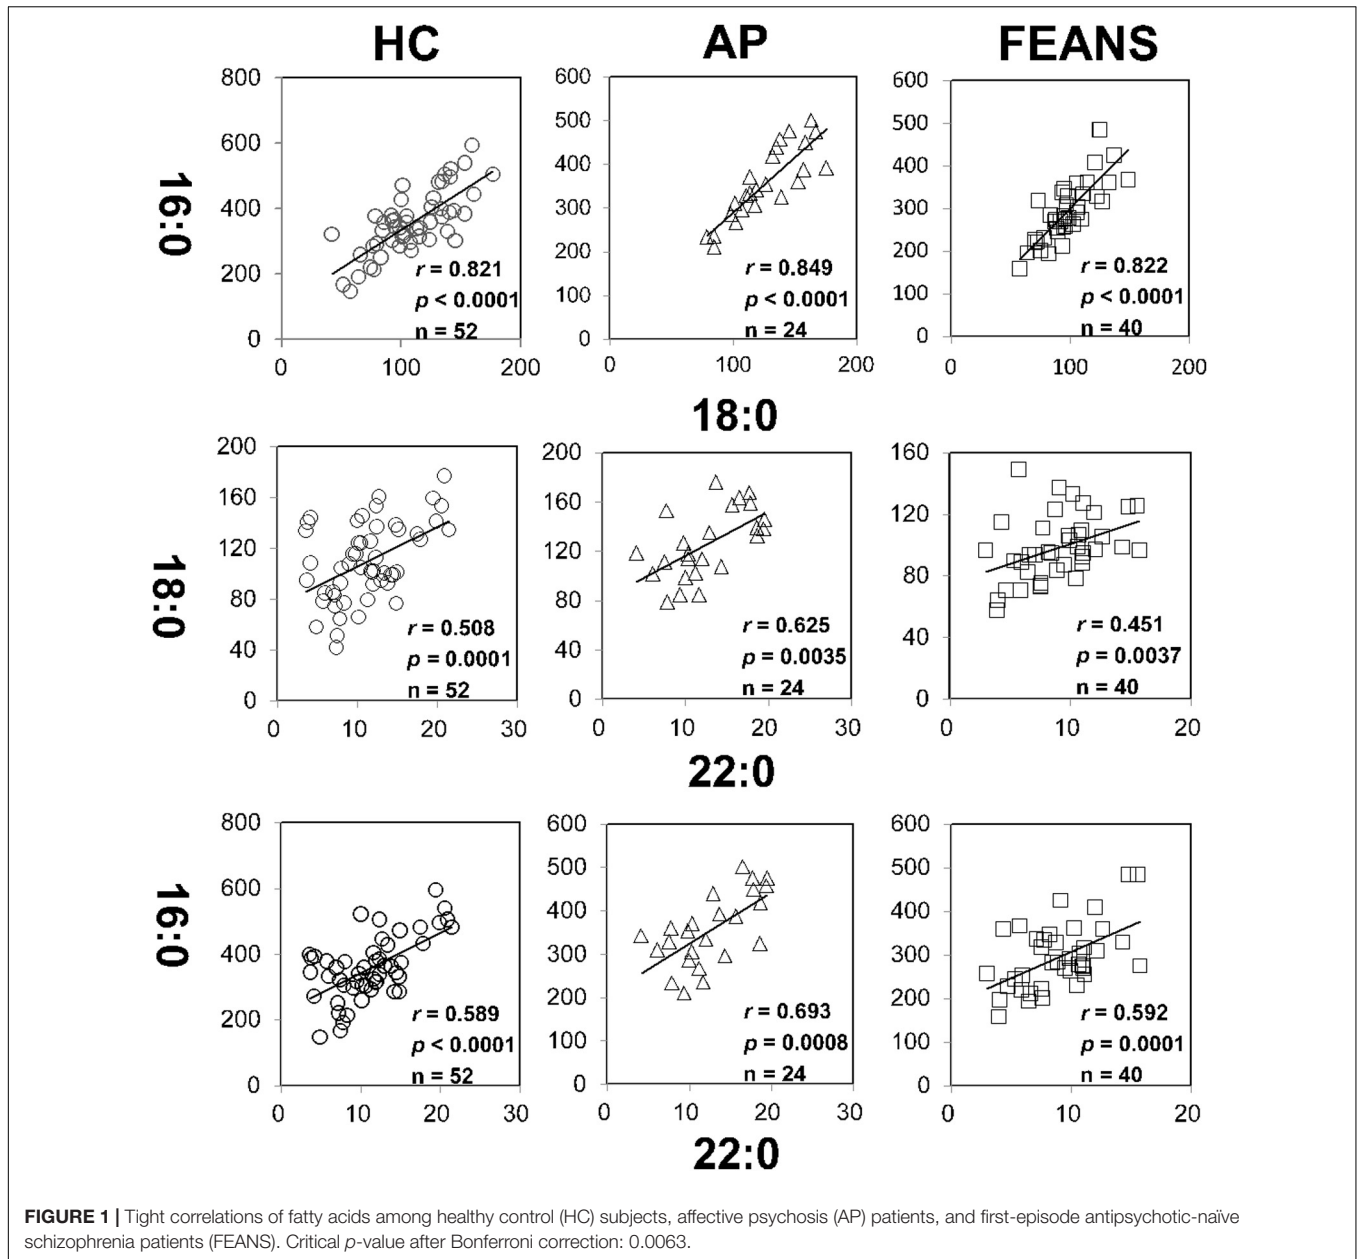 HC AP FEANS
800 600 600
500 500
600 400 400
16:0 400 300 300
200 r = 0.821 200 r = 0.849 200 r = 0.822
p < 0.0001 100 p < 0.0001 100 p < 0.0001
0 n = 52 0 n = 24 0 n = 40
0 100 200 0 100 200 0 100 200
18:0
200 200 160
160 160 120
18:0 120 120 80
80 r = 0.508 80 r = 0.625 r = 0.451
40 p = 0.0001 40 p = 0.0035 40 p = 0.0037
0 n = 52 0 n = 24 0 n = 40
0 10 20 30 0 10 20 30 0 10 20
22:0
800 600 600
500 500
600 400 400
16:0 400 300 300
200 r = 0.589 200 r = 0.693 200 r = 0.592
p < 0.0001 100 p = 0.0008 100 p = 0.0001
0 n = 52 0 n = 24 0 n = 40
0 10 20 30 0 10 20 30 0 10 20
22:0
FIGURE 1 | Tight correlations of fatty acids among healthy control (HC) subjects, affective psychosis (AP) patients, and first-episode antipsychotic-naïve
schizophrenia patients (FEANS). Critical p-value after Bonferroni correction: 0.0063.